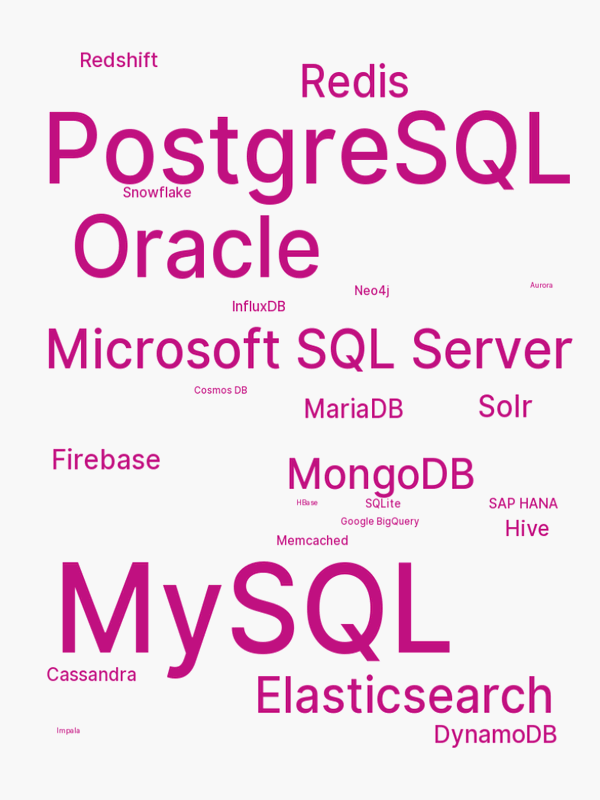 Redshift
Redis
PostgreSQL
Snowflake
Oracle
Neo4j
Aurora
InfluxDB
Microsoft SQL Server
Cosmos DB
MariaDB
Solr
Firebase
MongoDB
HBase
SQLite
SAP HANA
Google BigQuery
Hive
Memcached
MySQL
Cassandra
Elasticsearch
Impala
DynamoDB